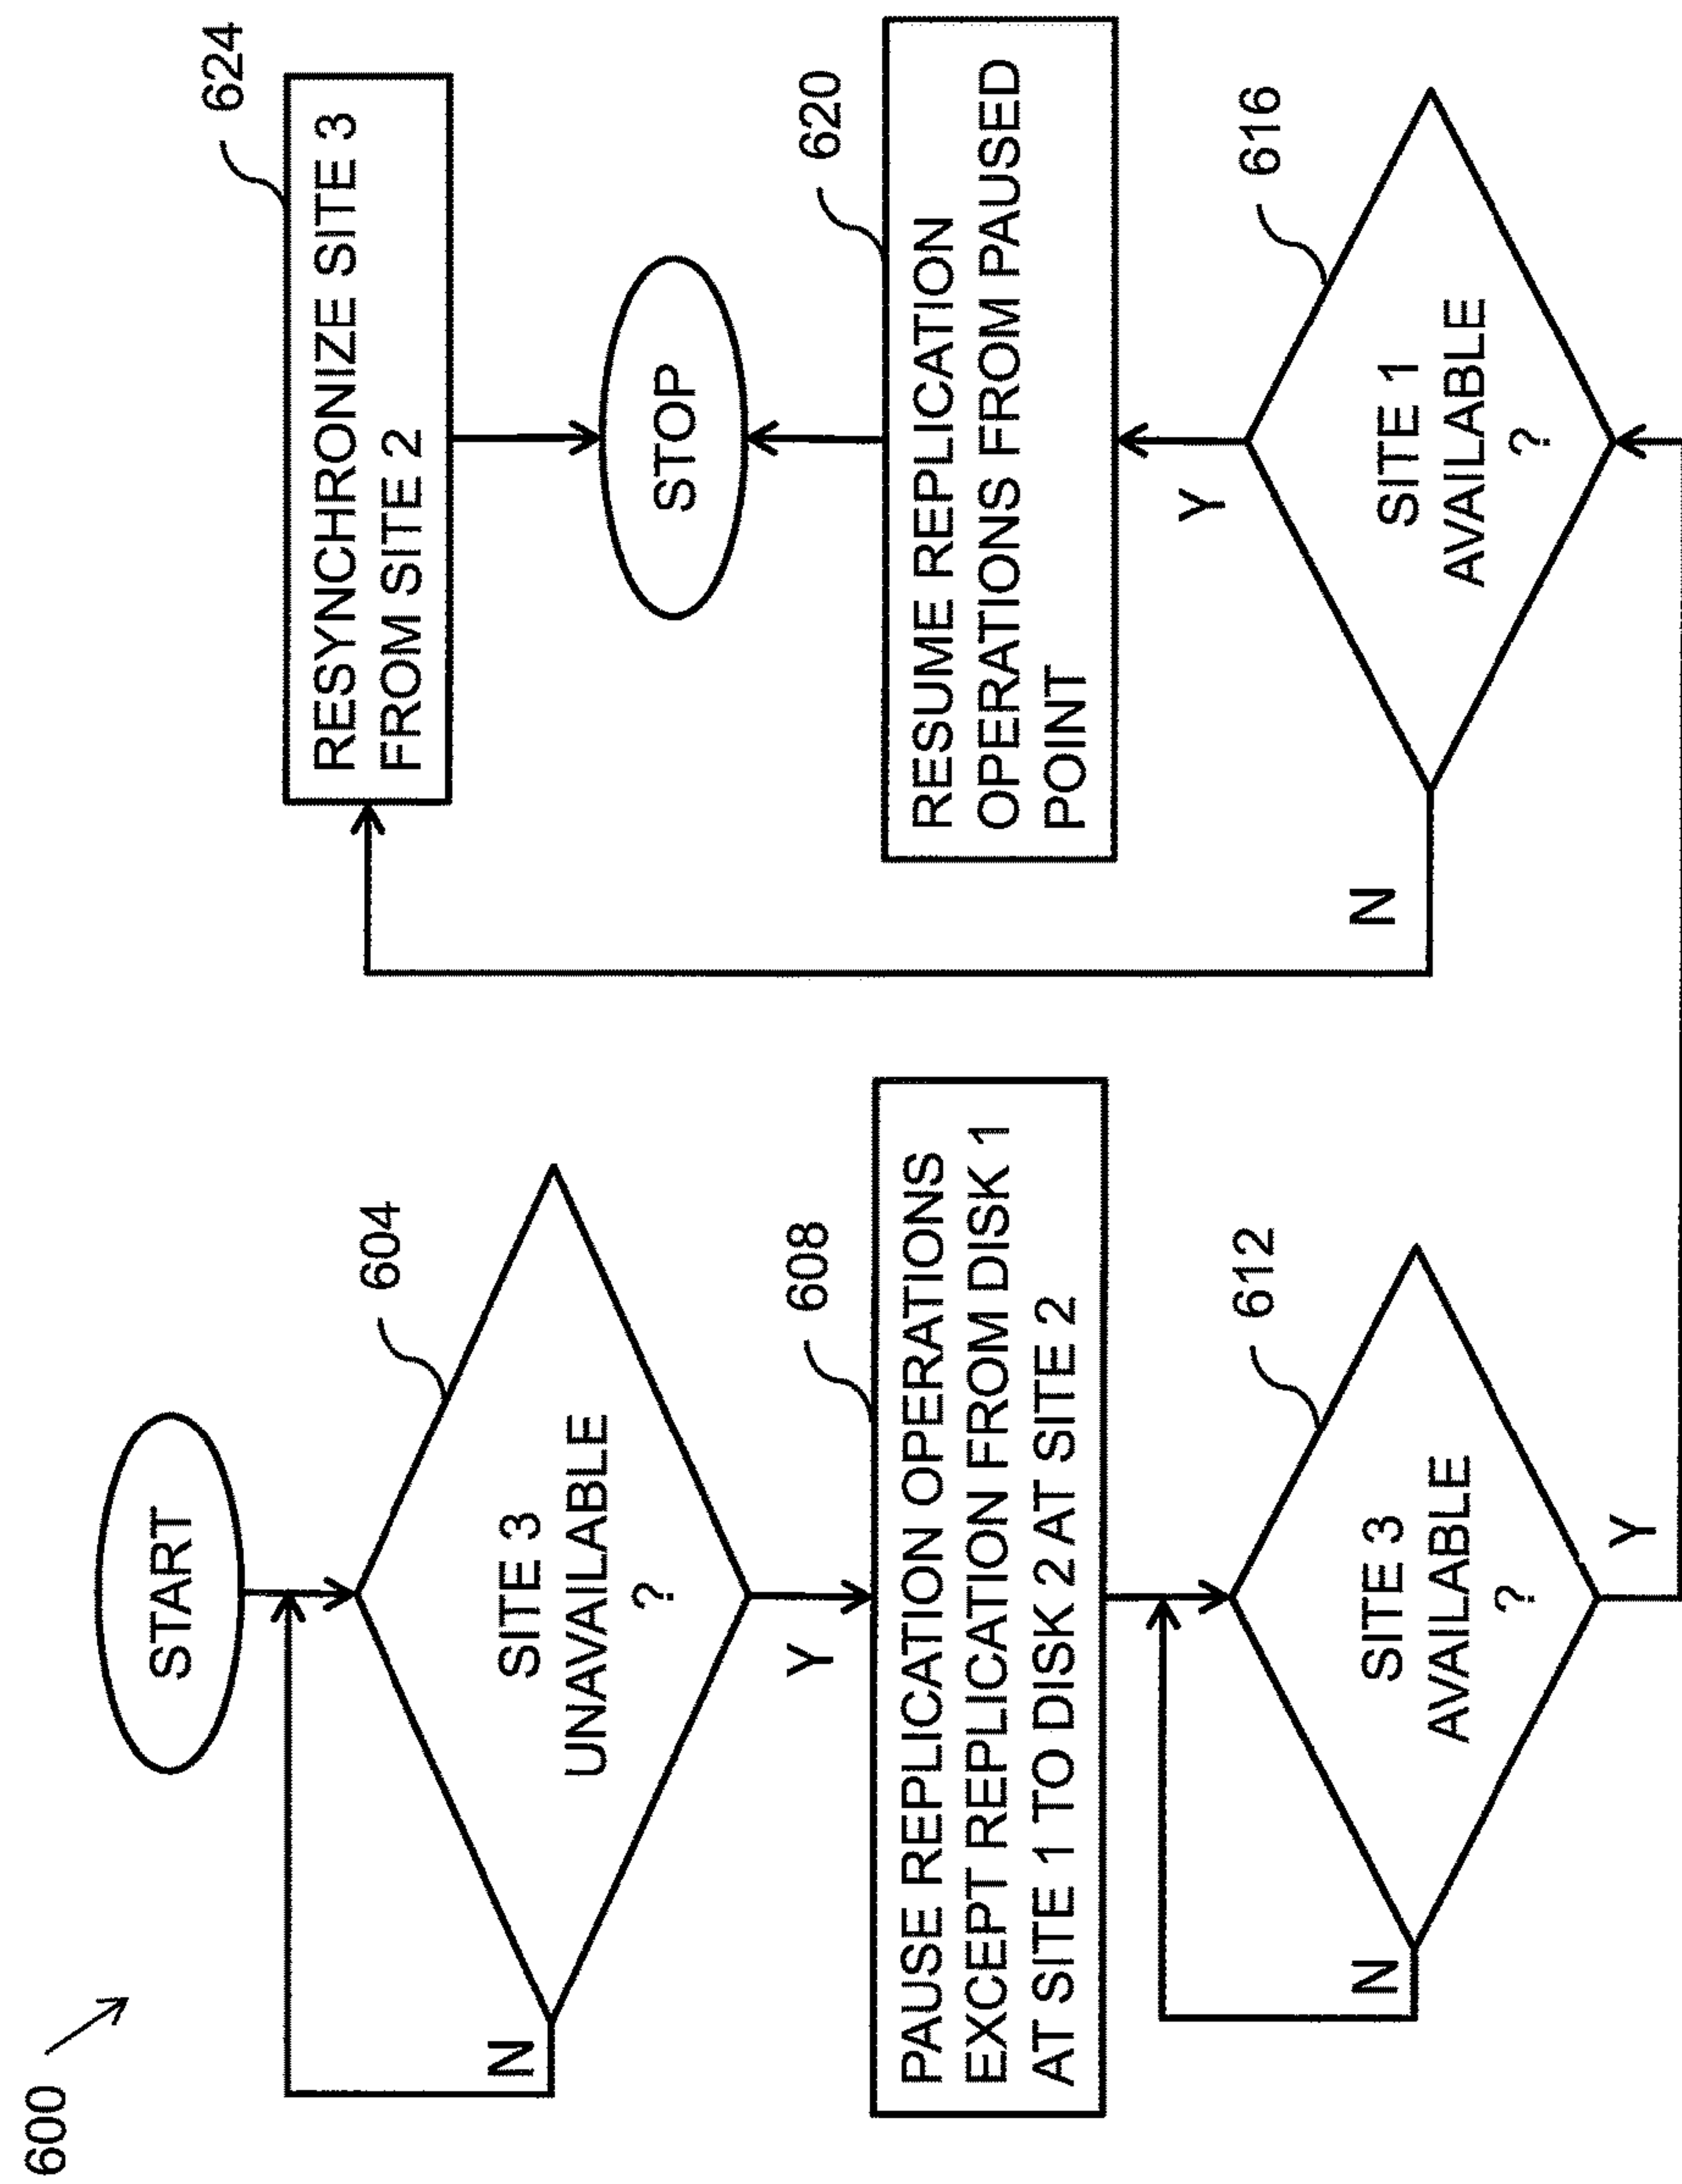 600
START
SITE 3
UNAVAILABLE
?
604
N
Y
PAUSE REPLICATION OPERATIONS
EXCEPT REPLICATION FROM DISK 1
AT SITE 1 TO DISK 2 AT SITE 2
608
SITE 3
AVAILABLE
?
612
N
Y
SITE 1
AVAILABLE
?
616
N
Y
RESUME REPLICATION
OPERATIONS FROM PAUSED
POINT
620
STOP
RESYNCHRONIZE SITE 3
FROM SITE 2
624